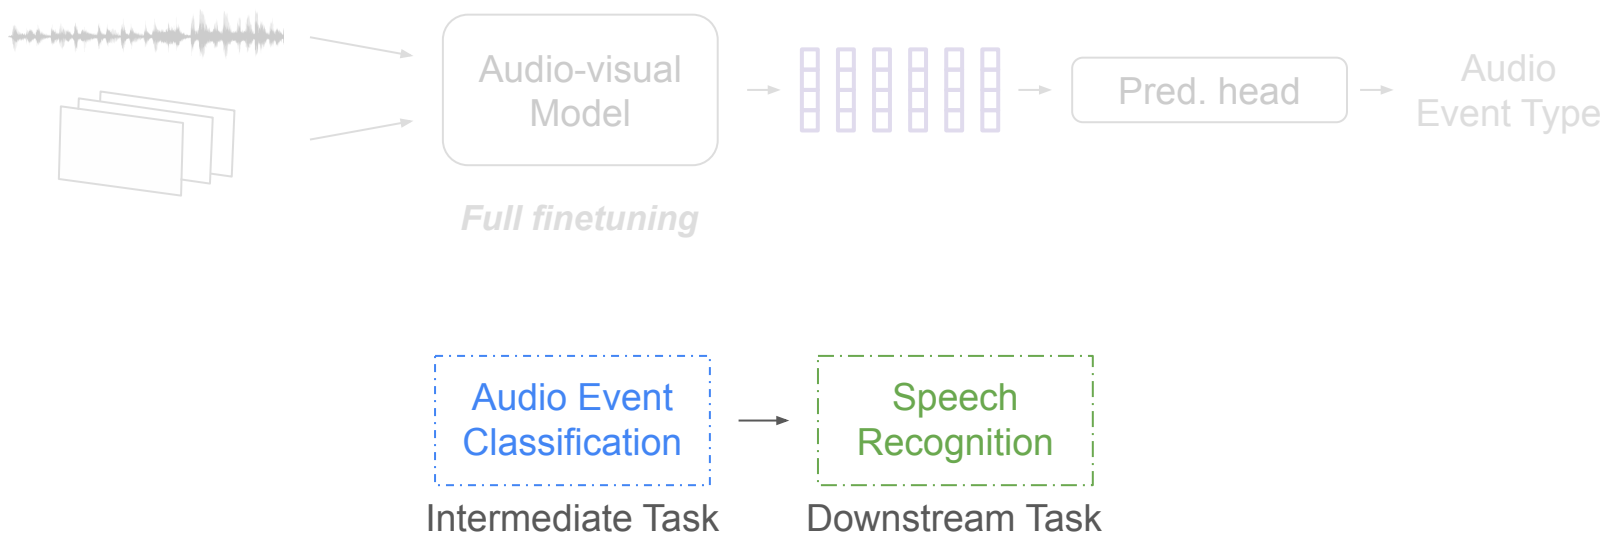 Audio-visual
Model
Pred. head
Audio
Event Type
Full finetuning
Audio Event
Classification
Speech
Recognition
Intermediate Task
Downstream Task